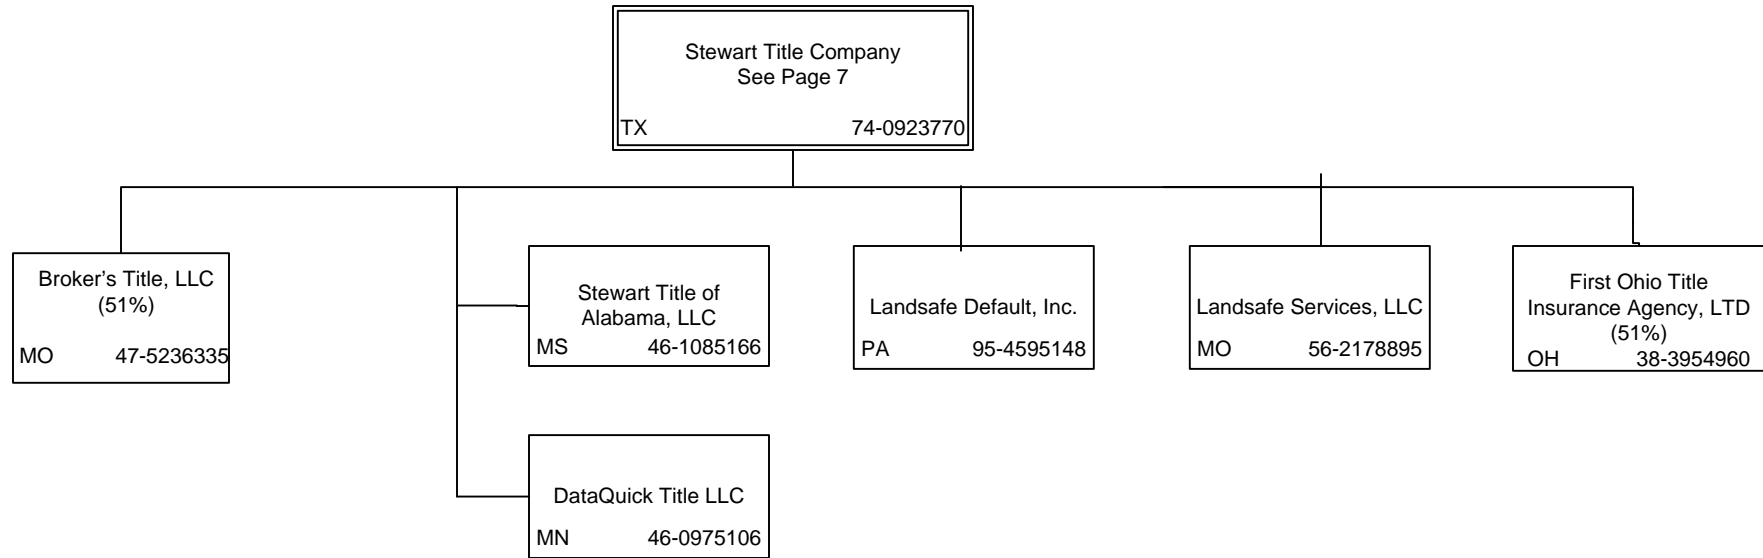 Stewart Title Company
See Page 7
TX 74-0923770
Broker's Title, LLC
(51%)
MO 47-5236335
Stewart Title of
Alabama, LLC
MS 46-1085166
Landsafe Default, Inc.
PA 95-4595148
Landsafe Services, LLC
MO 56-2178895
First Ohio Title
Insurance Agency, LTD
(51%)
OH 38-3954960
DataQuick Title LLC
MN 46-0975106